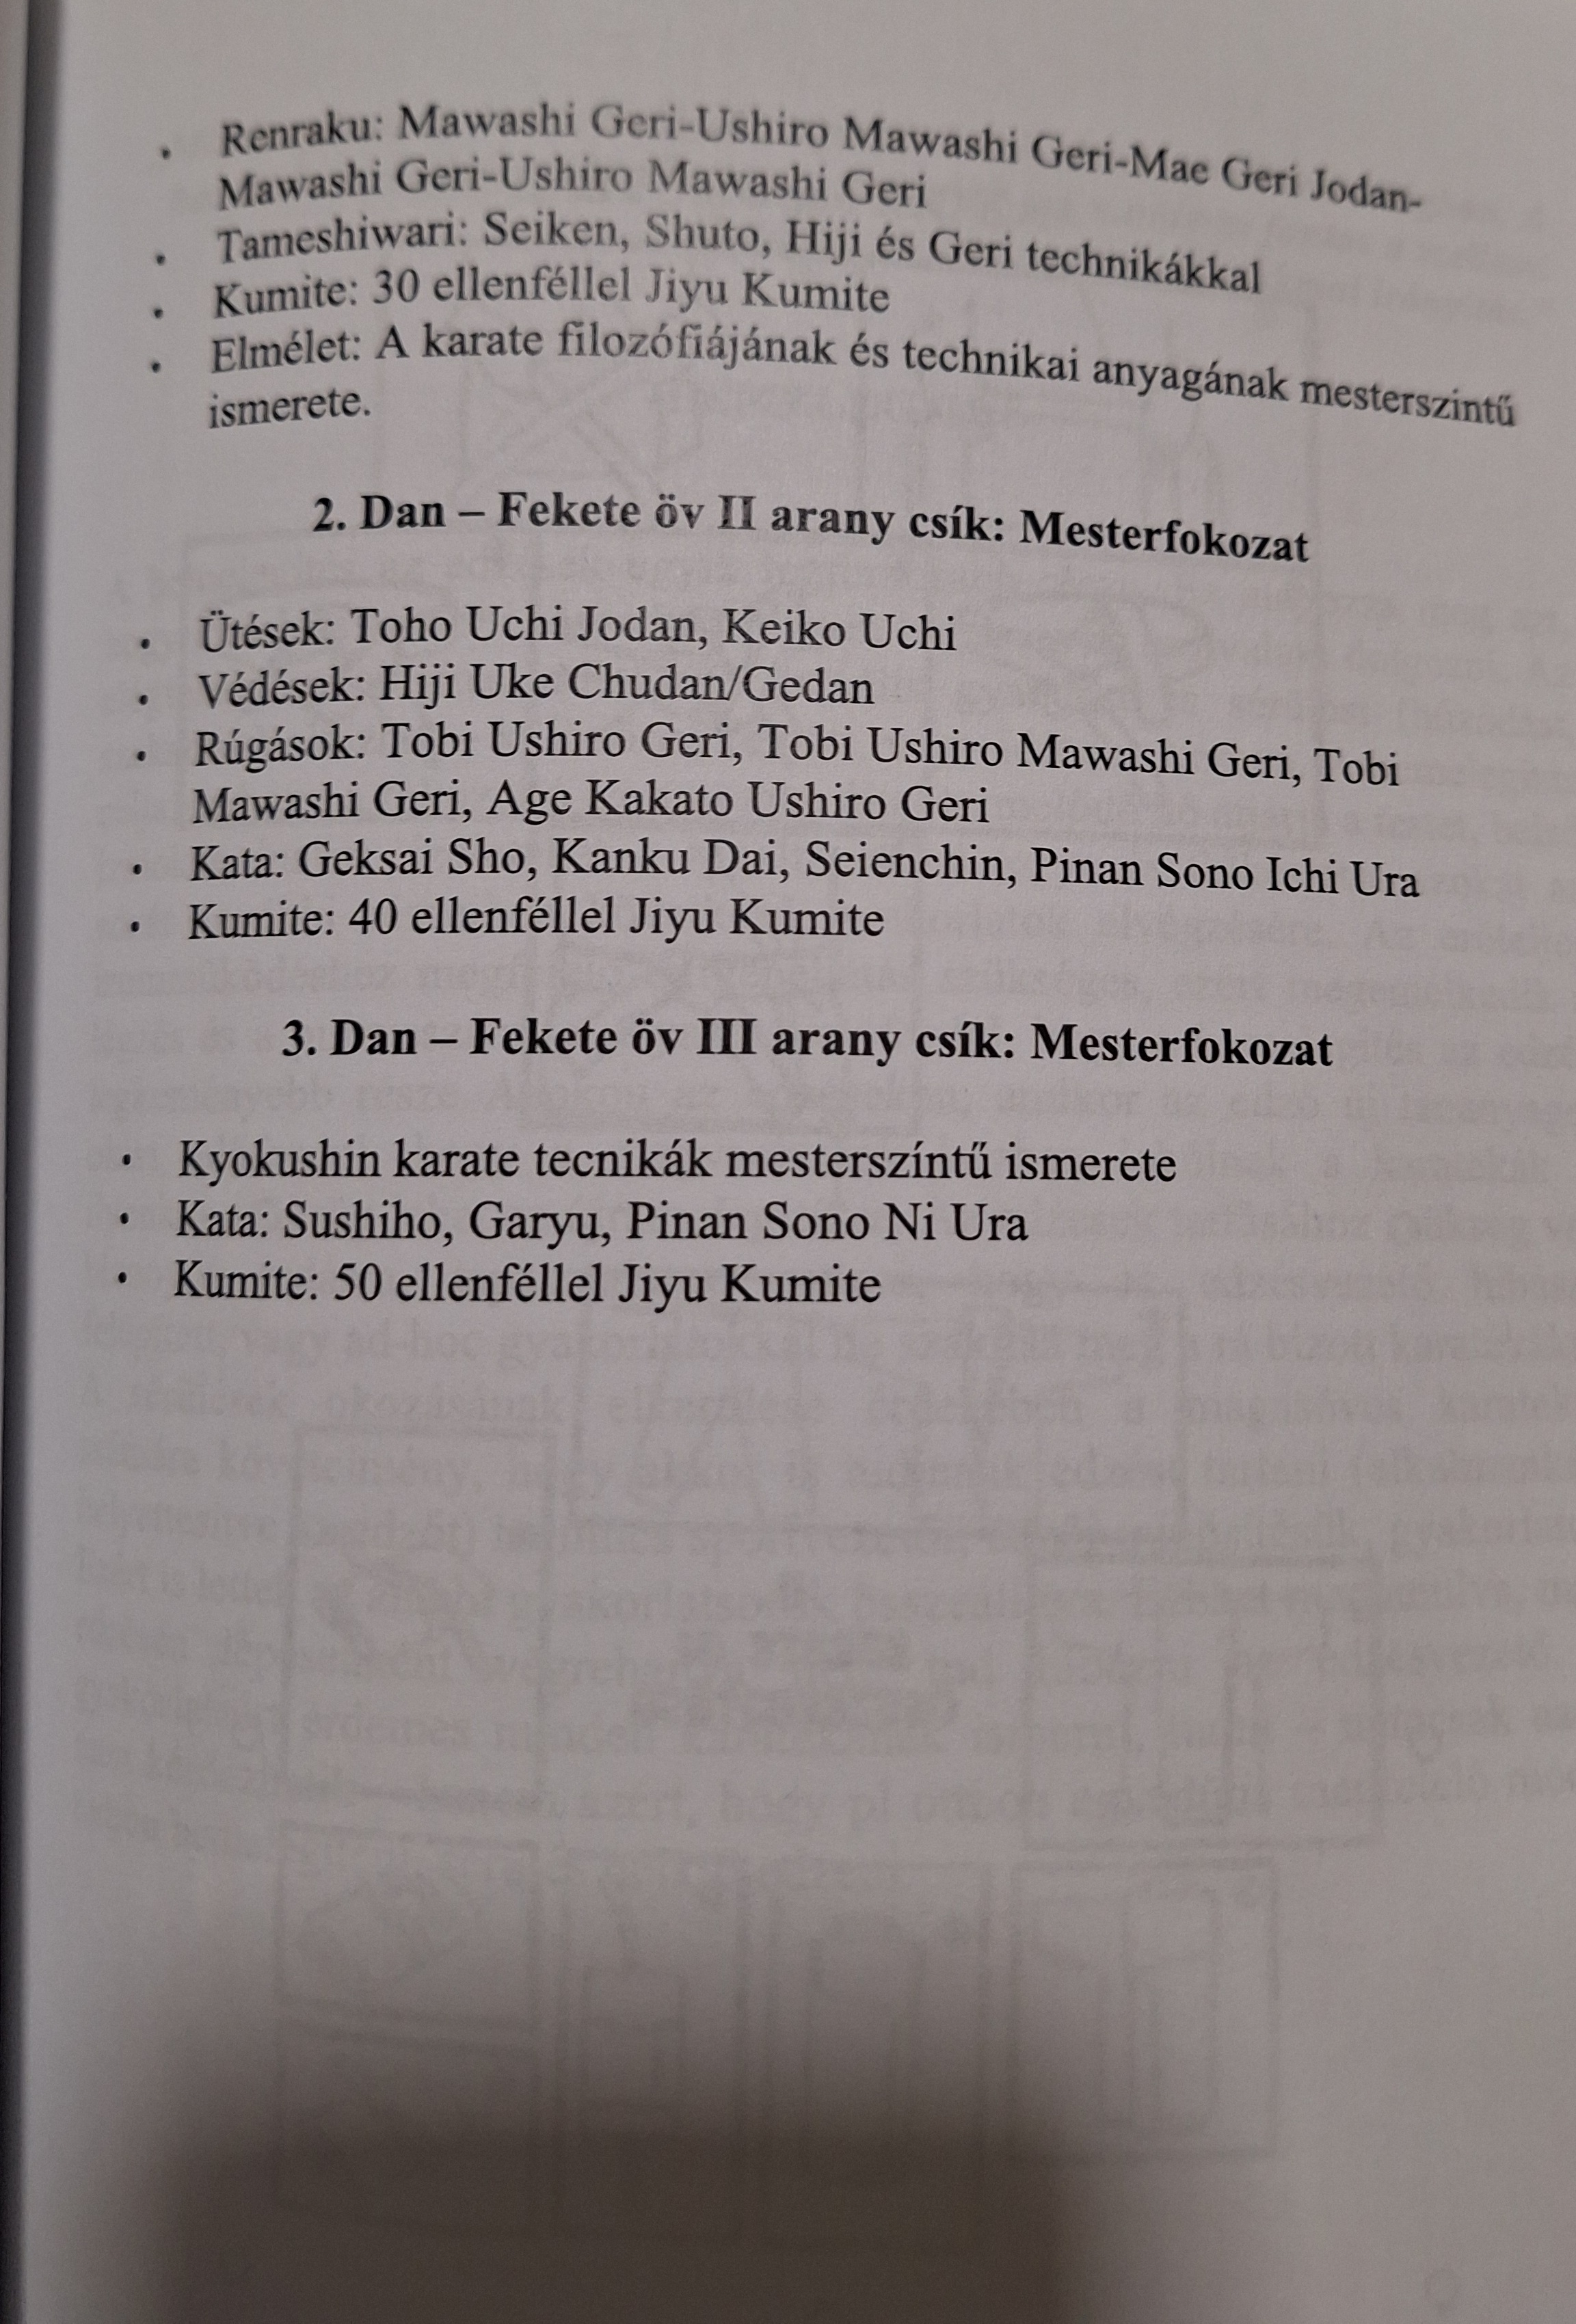 • Renraku: Mawashi Geri-Ushiro Mawashi Geri-Mae Geri Jodan-
Mawashi Geri-Ushiro Mawashi Geri
• Tameshiwari: Seiken, Shuto, Hiji és Geri technikákkal
• Kumite: 30 ellenféllel Jiyu Kumite
• Elmélet: A karate filozófiájának és technikai anyagának mesterszintű
ismerete.
2. Dan – Fekete öv II arany csík: Mesterfokozat
• Ütések: Toho Uchi Jodan, Keiko Uchi
• Védések: Hiji Uke Chudan/Gedan
• Rúgások: Tobi Ushiro Geri, Tobi Ushiro Mawashi Geri, Tobi
Mawashi Geri, Age Kakato Ushiro Geri
• Kata: Geksai Sho, Kanku Dai, Seienchin, Pinan Sono Ichi Ura
• Kumite: 40 ellenféllel Jiyu Kumite
3. Dan – Fekete öv III arany csík: Mesterfokozat
• Kyokushin karate tecnikák mesterszíntű ismerete
• Kata: Sushiho, Garyu, Pinan Sono Ni Ura
• Kumite: 50 ellenféllel Jiyu Kumite